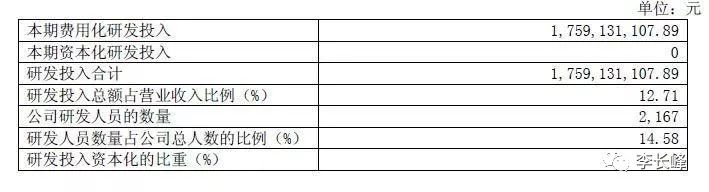 单位：元
本期费用化研发投入 1,759,131,107.89
本期资本化研发投入 0
研发投入合计 1,759,131,107.89
研发投入总额占营业收入比例（%） 12.71
公司研发人员的数量 2,167
研发人员数量占公司总人数的比例（%） 14.58
研发投入资本化的比重（%）
李长峰